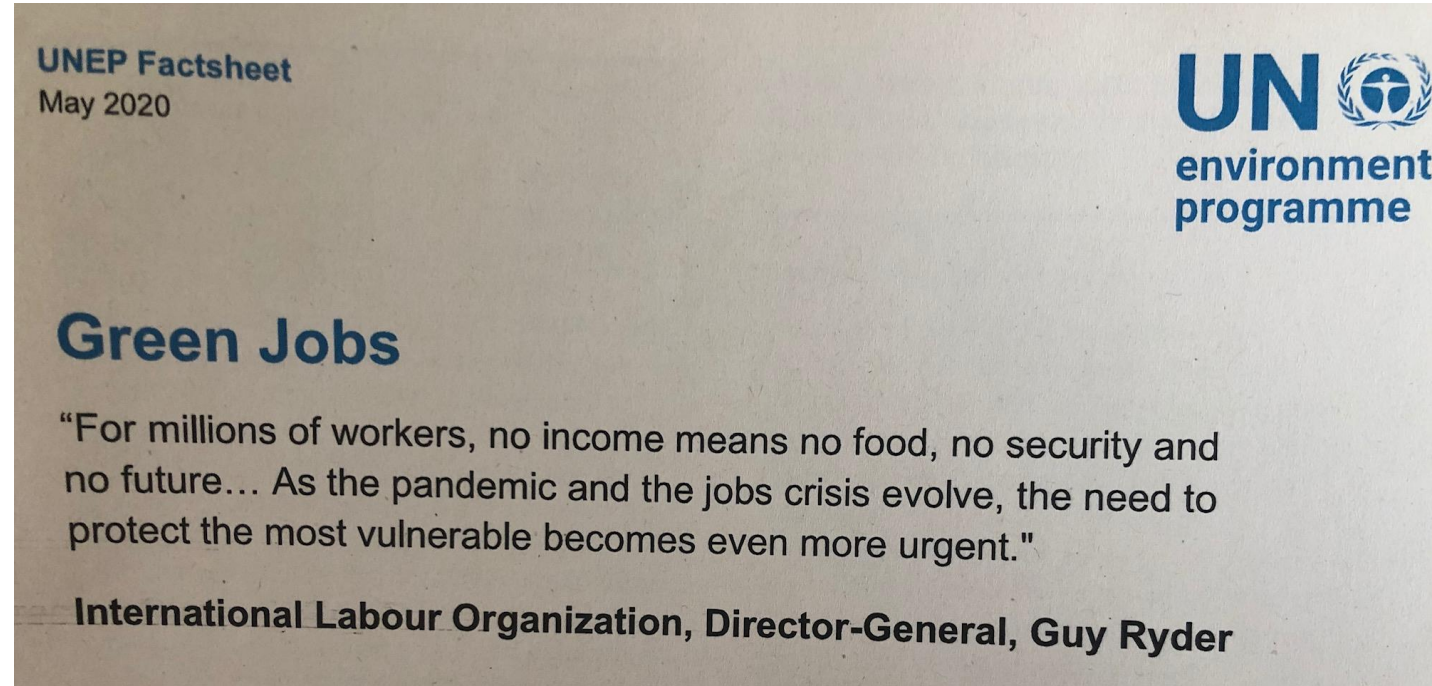 UNEP Factsheet
May 2020
UN
environment
programme
Green Jobs
“For millions of workers, no income means no food, no security and
no future… As the pandemic and the jobs crisis evolve, the need to
protect the most vulnerable becomes even more urgent."
International Labour Organization, Director-General, Guy Ryder